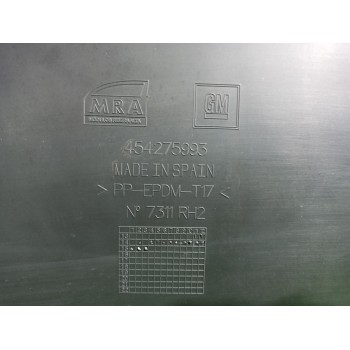 MRA
GM
454275993
MADE IN SPAIN
> PP-EPDM-T17 <
Nº 7311 RH2